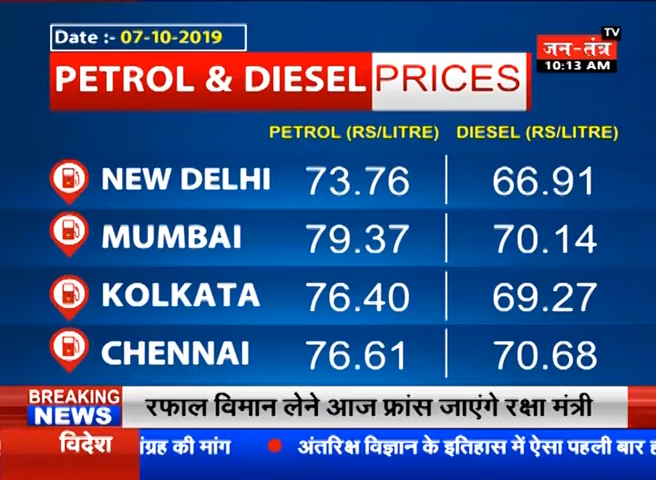 Date :- 07-10-2019
TV
जन-तंत्र
10:13 AM
PETROL & DIESEL PRICES
PETROL (RS/LITRE) DIESEL (RS/LITRE)
NEW DELHI 73.76 66.91
MUMBAI 79.37 70.14
KOLKATA 76.40 69.27
CHENNAI 76.61 70.68
BREAKING NEWS रफाल विमान लेने आज फ्रांस जाएंगे रक्षा मंत्री
विदेश की मांग अंतरिक्ष विज्ञान के इतिहास में ऐसा पहली बार